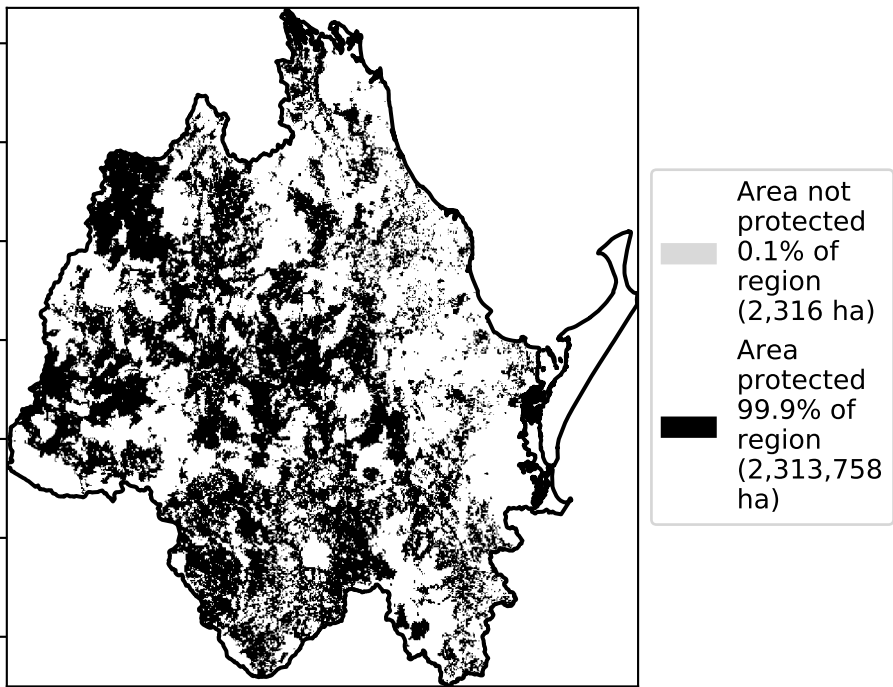 Area not
protected
0.1% of
region
(2,316 ha)
Area
protected
99.9% of
region
(2,313,758
ha)